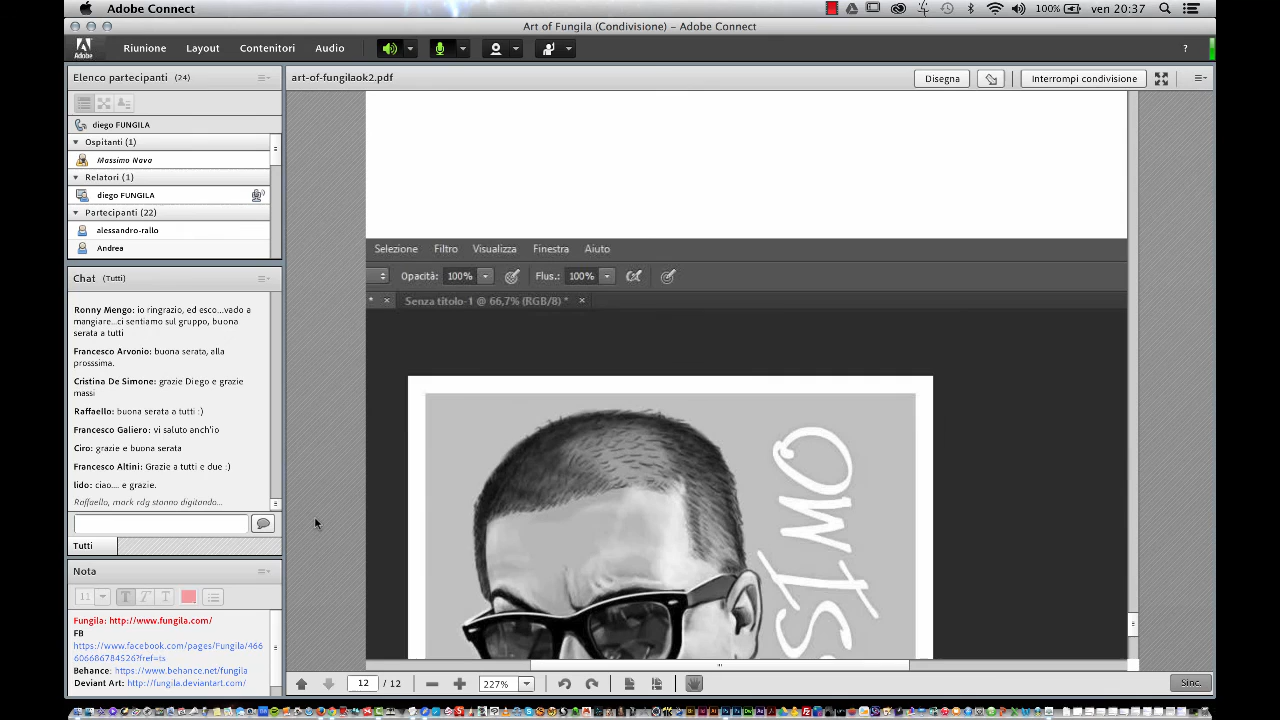 Adobe Connect
100%
ven 20:37
Art of Fungila (Condivisione) – Adobe Connect
Adobe
Riunione
Layout
Contenitori
Audio
?
Elenco partecipanti (24)
art-of-fungilaok2.pdf
Disegna
Interrompi condivisione
diego FUNGILA
Ospitanti (1)
Massimo Nava
Relatori (1)
diego FUNGILA
Partecipanti (22)
alessandro-rallo
Andrea
Selezione
Filtro
Visualizza
Finestra
Aiuto
Opacità: 100%
Flus.: 100%
* × Senza titolo-1 @ 66,7% (RGB/8) * ×
Chat (Tutti)
Ronny Mengo: io ringrazio, ed esco...vado a
mangiare...ci sentiamo sul gruppo, buona
serata a tutti
Francesco Arvonio: buona serata, alla
prosssima.
Cristina De Simone: grazie Diego e grazie
massi
Raffaello: buona serata a tutti :)
Francesco Galiero: vi saluto anch'io
Ciro: grazie e buona serata
Francesco Altini: Grazie a tutti e due :)
lido: ciao.... e grazie.
Raffaello, mark rdg stanno digitando...
Tutti
Nota
11
T T T
Fungila: http://www.fungila.com/
FB
https://www.facebook.com/pages/Fungila/466
606686784526?fref=ts
Behance: https://www.behance.net/fungila
Deviant Art: http://fungila.deviantart.com/
12 / 12
227%
Sinc.